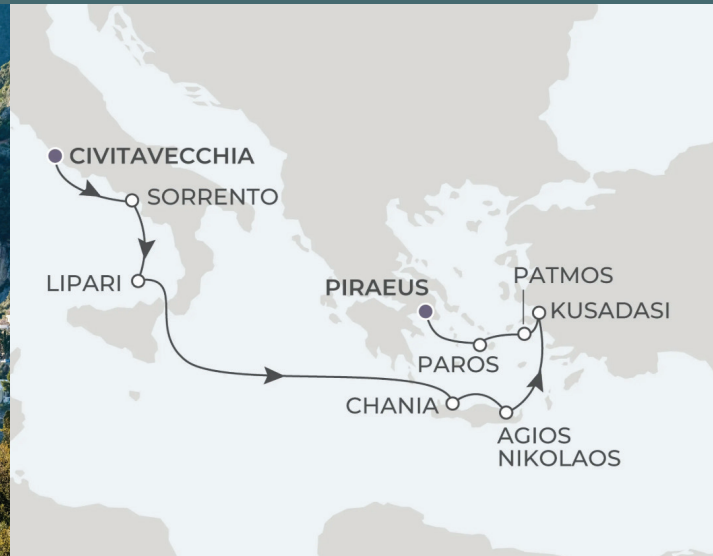 CIVITAVECCHIA
SORRENTO
LIPARI
PIRAEUS
PATMOS
KUSADASI
PAROS
CHANIA
AGIOS
NIKOLAOS